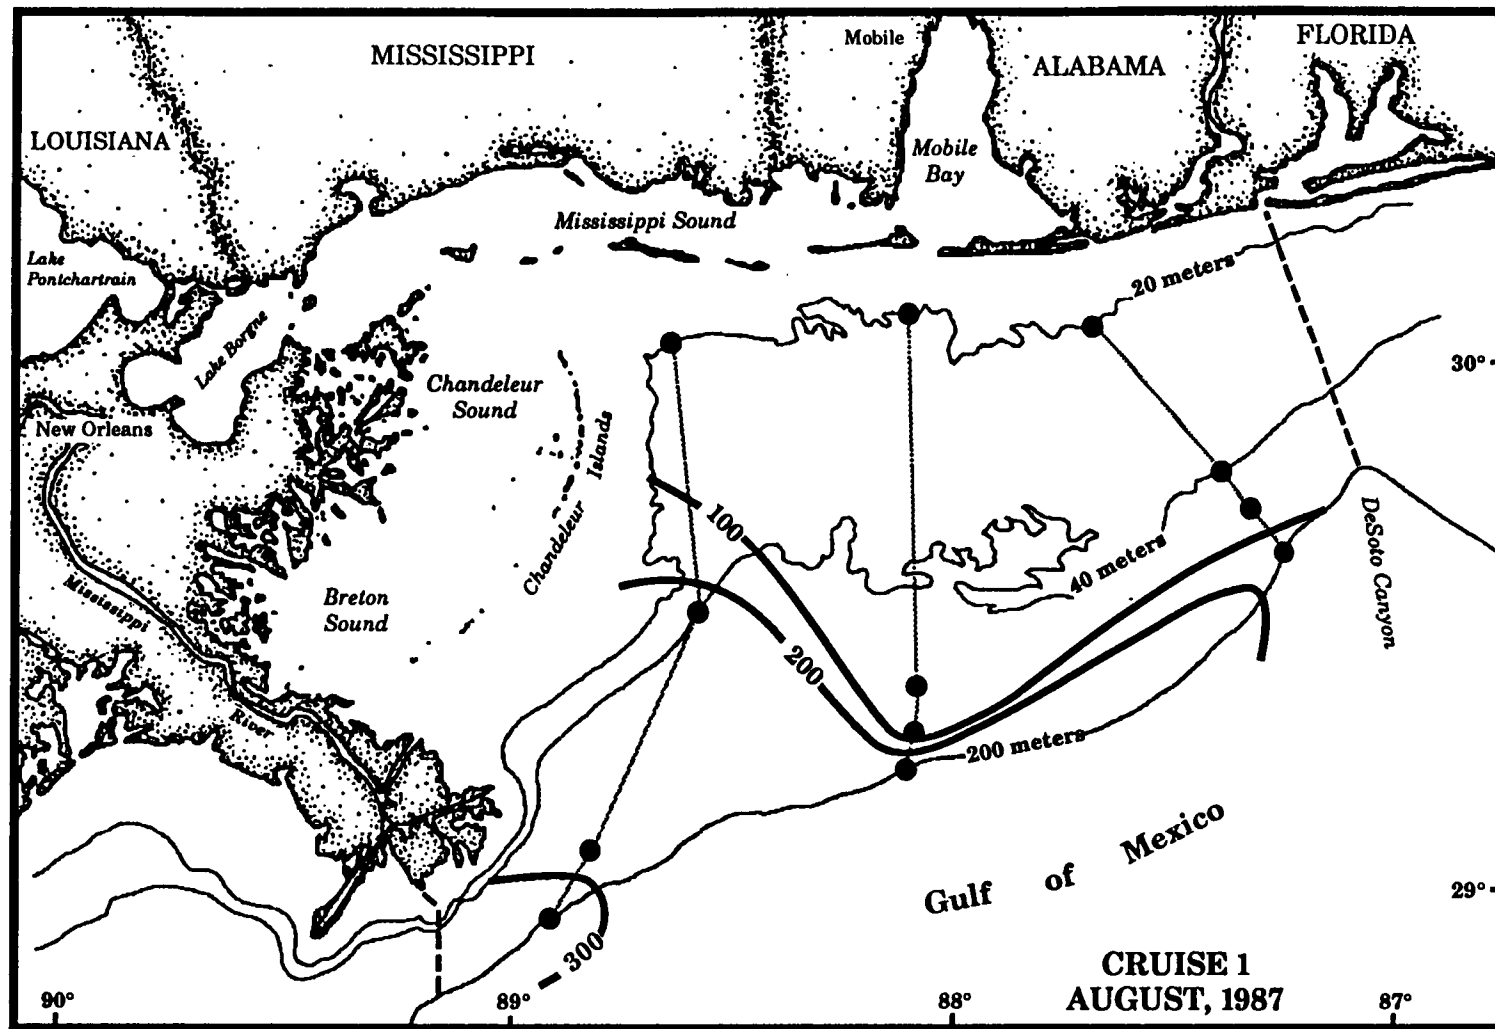 MISSISSIPPI
Mobile
FLORIDA
ALABAMA
LOUISIANA
Mobile
Bay
Mississippi Sound
Lake
Pontchartrain
20 meters
Lake Borgne
30°
Chandeleur
Sound
New Orleans
Chandeleur Islands
100
DeSoto Canyon
40 meters
Mississippi River
Breton
Sound
200
200 meters
Gulf of Mexico
29°
300
CRUISE 1
AUGUST, 1987
90°
89°
88°
87°